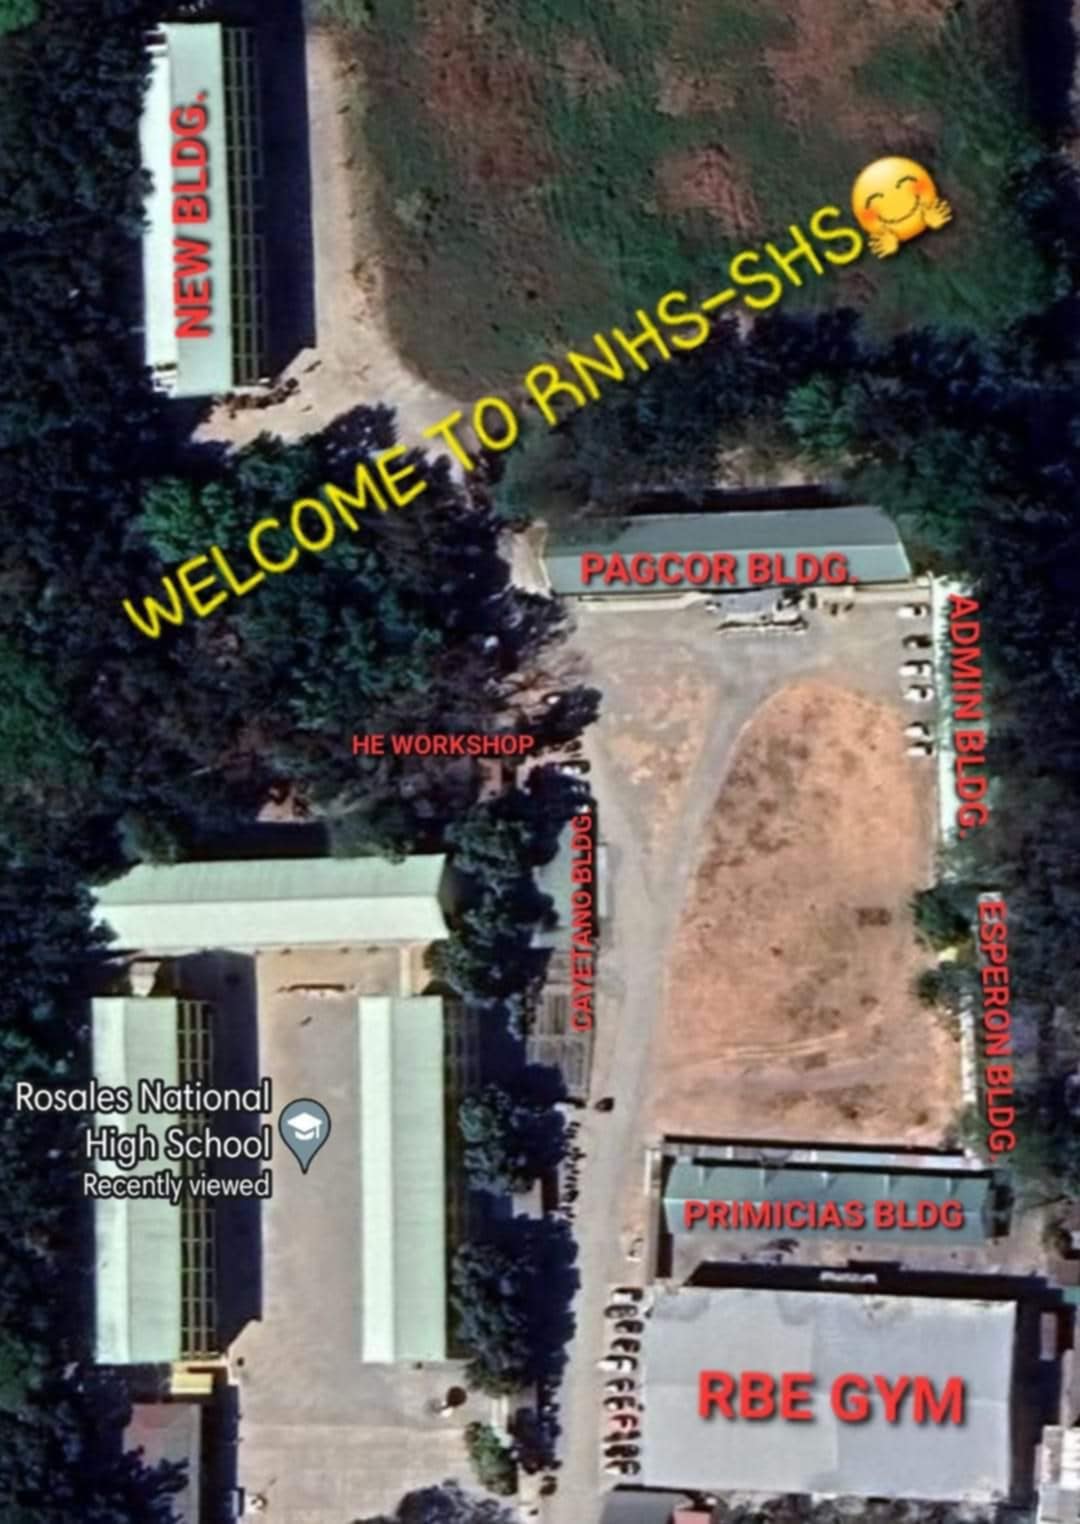 NEW BLDG.
WELCOME TO RNHS-SHS🤗
PAGCOR BLDG.
ADMIN BLDG.
HE WORKSHOP
CAYETANO BLDG.
ESPERON BLDG.
Rosales National
High School
Recently viewed
PRIMICIAS BLDG
RBE GYM